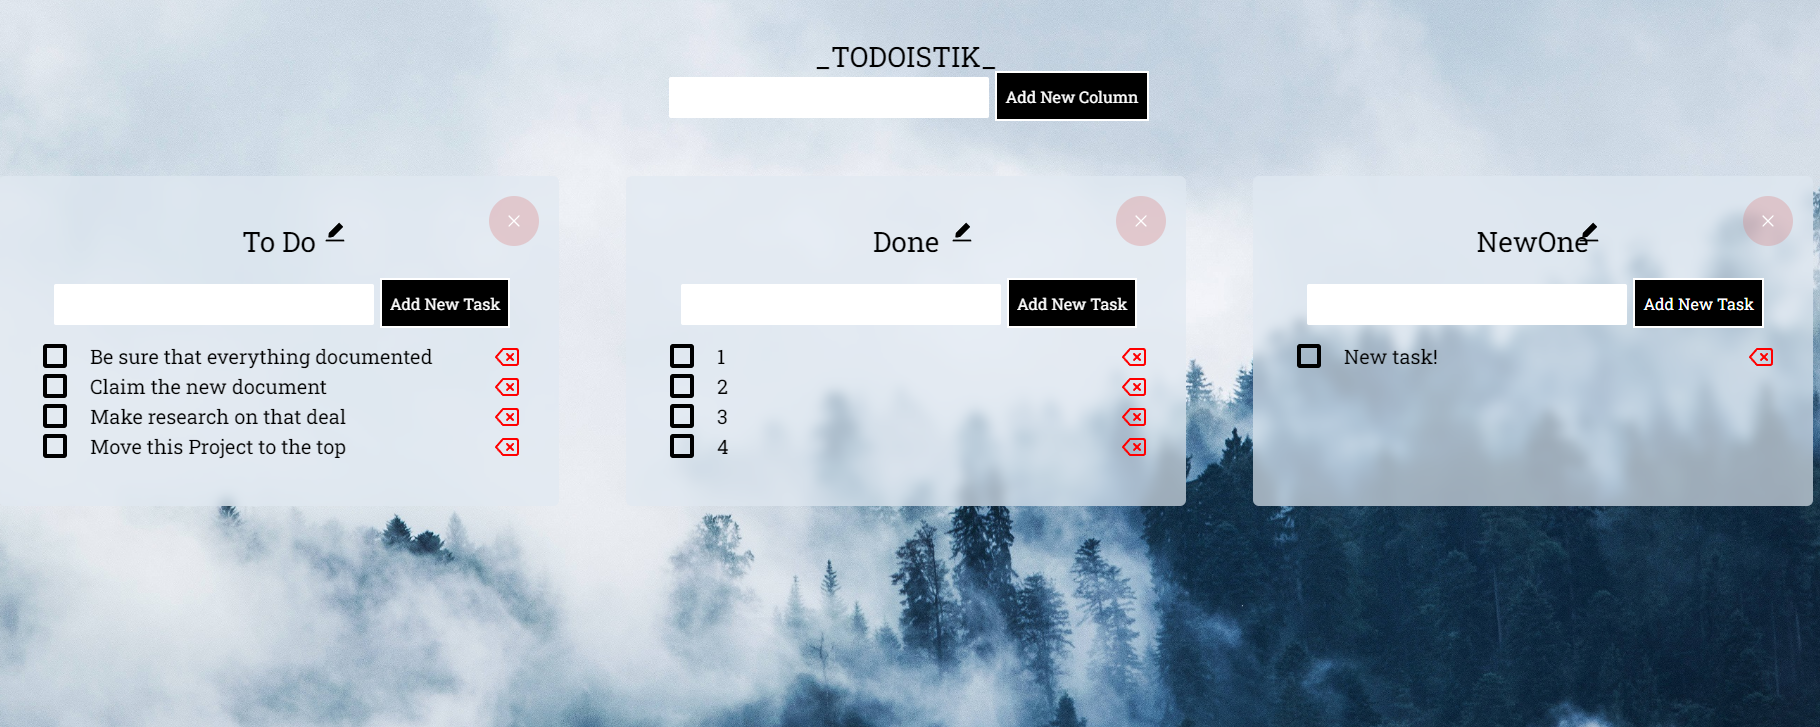 _TODOISTIK_
Add New Column
To Do
Add New Task
Be sure that everything documented
Claim the new document
Make research on that deal
Move this Project to the top
Done
Add New Task
1
2
3
4
NewOne
Add New Task
New task!